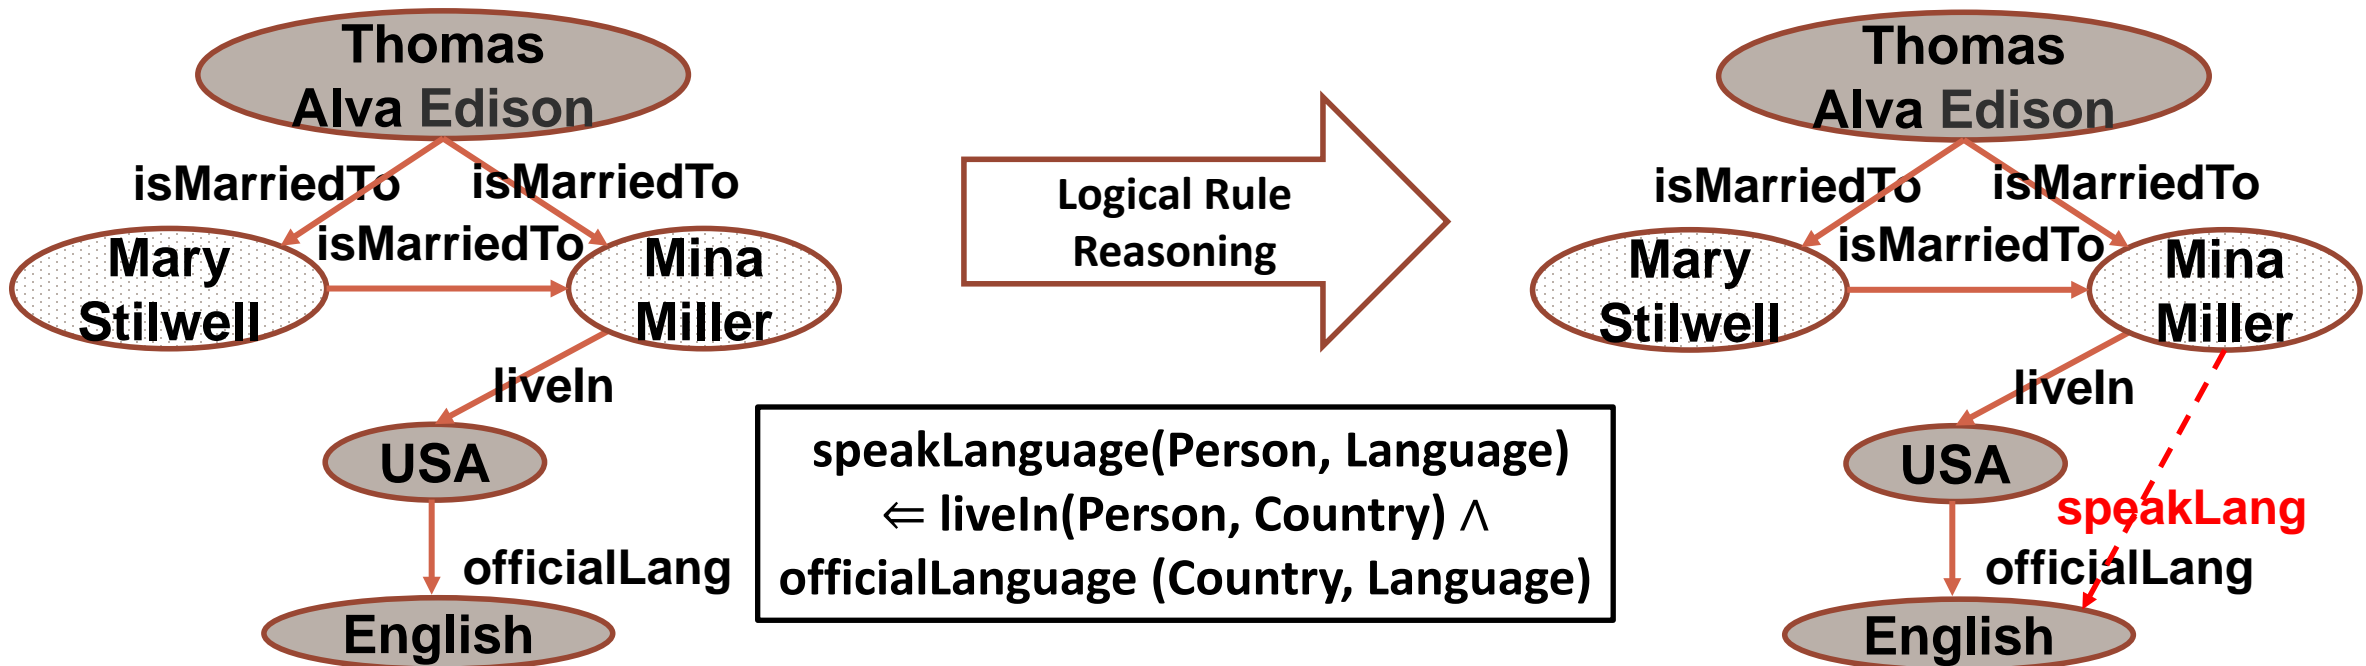 Thomas
Alva Edison
isMarriedTo
isMarriedTo
isMarriedTo
Mary
Stilwell
Mina
Miller
liveIn
USA
officialLang
English
Logical Rule
Reasoning
speakLanguage(Person, Language)
⇐ liveIn(Person, Country) ∧
officialLanguage (Country, Language)
Thomas
Alva Edison
isMarriedTo
isMarriedTo
isMarriedTo
Mary
Stilwell
Mina
Miller
liveIn
USA
speakLang
officialLang
English